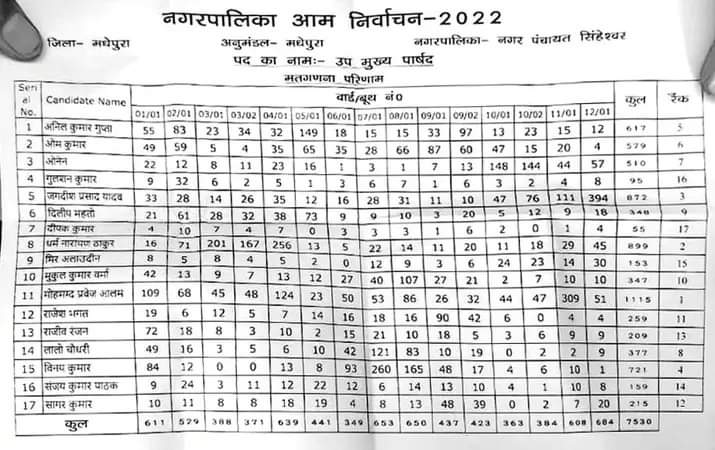 नगरपालिका आम निर्वाचन-2022
जिला- मधेपुरा अनुमंडल- मधेपुरा नगरपालिका- नगर पंचायत सिंहेश्वर
पद का नामः- उप मुख्य पार्षद
मतगणना परिणाम
Serial No. Candidate Name वार्ड/बूथ नं0 कुल रैंक
01/01 02/01 03/01 03/02 04/01 05/01 06/01 07/01 08/01 09/01 09/02 10/01 10/02 11/01 12/01
1 अनिल कुमार गुप्ता 55 83 23 34 32 149 18 15 15 33 97 13 23 15 12 617 5
2 ओम कुमार 49 59 5 4 35 65 35 28 66 87 60 47 15 20 4 579 6
3 ओनेन 22 12 8 11 23 16 1 3 1 7 13 148 144 44 57 510 7
4 गुलशन कुमार 9 32 6 2 5 1 3 6 7 1 6 3 2 4 8 95 16
5 जगदीश प्रसाद यादव 33 28 14 26 35 12 16 28 31 11 10 47 76 111 394 872 3
6 दिलीप महतो 21 61 28 32 38 73 9 9 10 3 20 5 12 9 18 348 9
7 दीपक कुमार 4 10 7 4 7 0 3 3 3 1 6 2 0 1 4 55 17
8 धर्म नारायण ठाकुर 16 71 201 167 256 13 5 22 14 11 20 11 18 29 45 899 2
9 मिर अलाउदीन 8 5 8 4 5 2 0 12 9 3 6 24 23 14 30 153 15
10 मुकुल कुमार वर्मा 42 13 9 7 13 12 27 40 107 27 21 2 7 10 10 347 10
11 मोहमम्द प्रवेज आलम 109 68 45 48 124 23 50 53 86 26 32 44 47 309 51 1115 1
12 राजेश भगत 19 6 12 5 7 14 16 18 16 90 42 6 0 4 4 259 11
13 राजीव रंजन 72 18 8 3 10 2 15 21 10 18 5 3 6 9 9 209 13
14 लालो चौधरी 49 16 3 5 6 10 42 121 83 10 19 0 2 2 9 377 8
15 विनय कुमार 84 12 0 0 13 8 93 260 165 48 17 4 6 10 1 721 4
16 संजय कुमार पाठक 9 24 3 11 12 22 12 6 14 13 10 4 1 10 8 159 14
17 सागर कुमार 10 11 8 8 18 19 4 8 13 48 39 0 2 7 20 215 12
कुल 611 529 388 371 639 441 349 653 650 437 423 363 384 608 684 7530